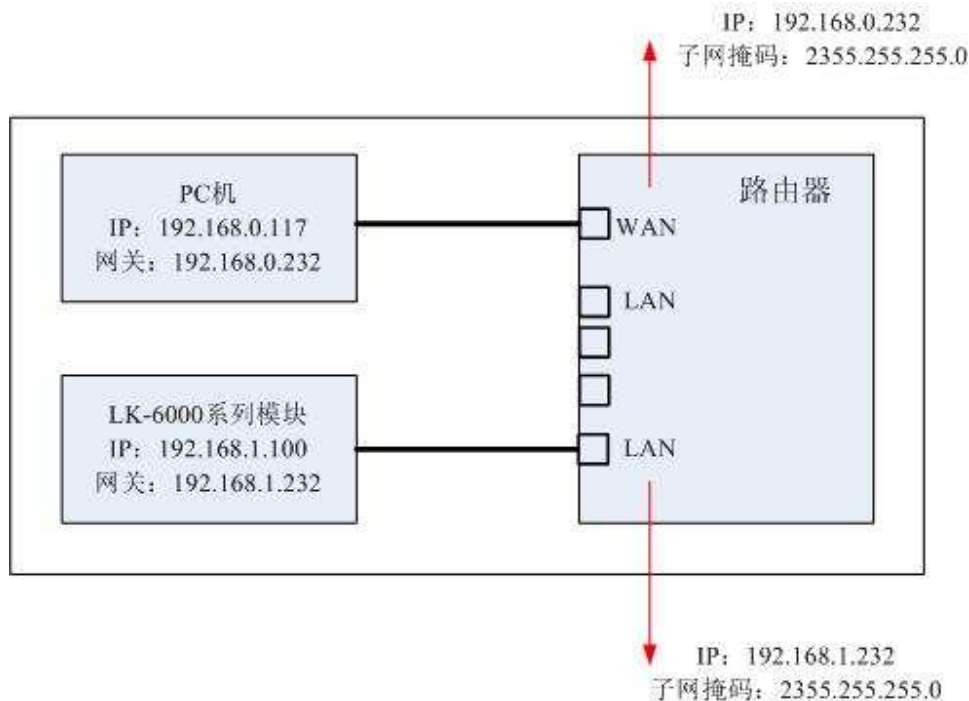 IP：192.168.0.232
子网掩码：2355.255.255.0
PC机
IP：192.168.0.117
网关：192.168.0.232
路由器
WAN
LAN
LK-6000系列模块
IP：192.168.1.100
网关：192.168.1.232
LAN
IP：192.168.1.232
子网掩码：2355.255.255.0